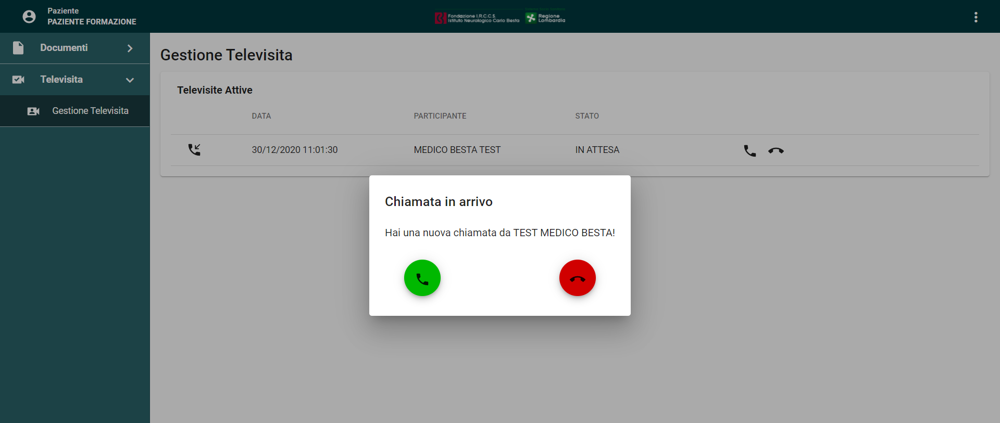 Paziente
PAZIENTE FORMAZIONE
Fondazione I.R.C.C.S.
Istituto Neurologico Carlo Besta
Regione
Lombardia
Documenti
Televisita
Gestione Televisita
Gestione Televisita
Televisite Attive
DATA PARTICIPANTE STATO
30/12/2020 11:01:30 MEDICO BESTA TEST IN ATTESA
Chiamata in arrivo
Hai una nuova chiamata da TEST MEDICO BESTA!